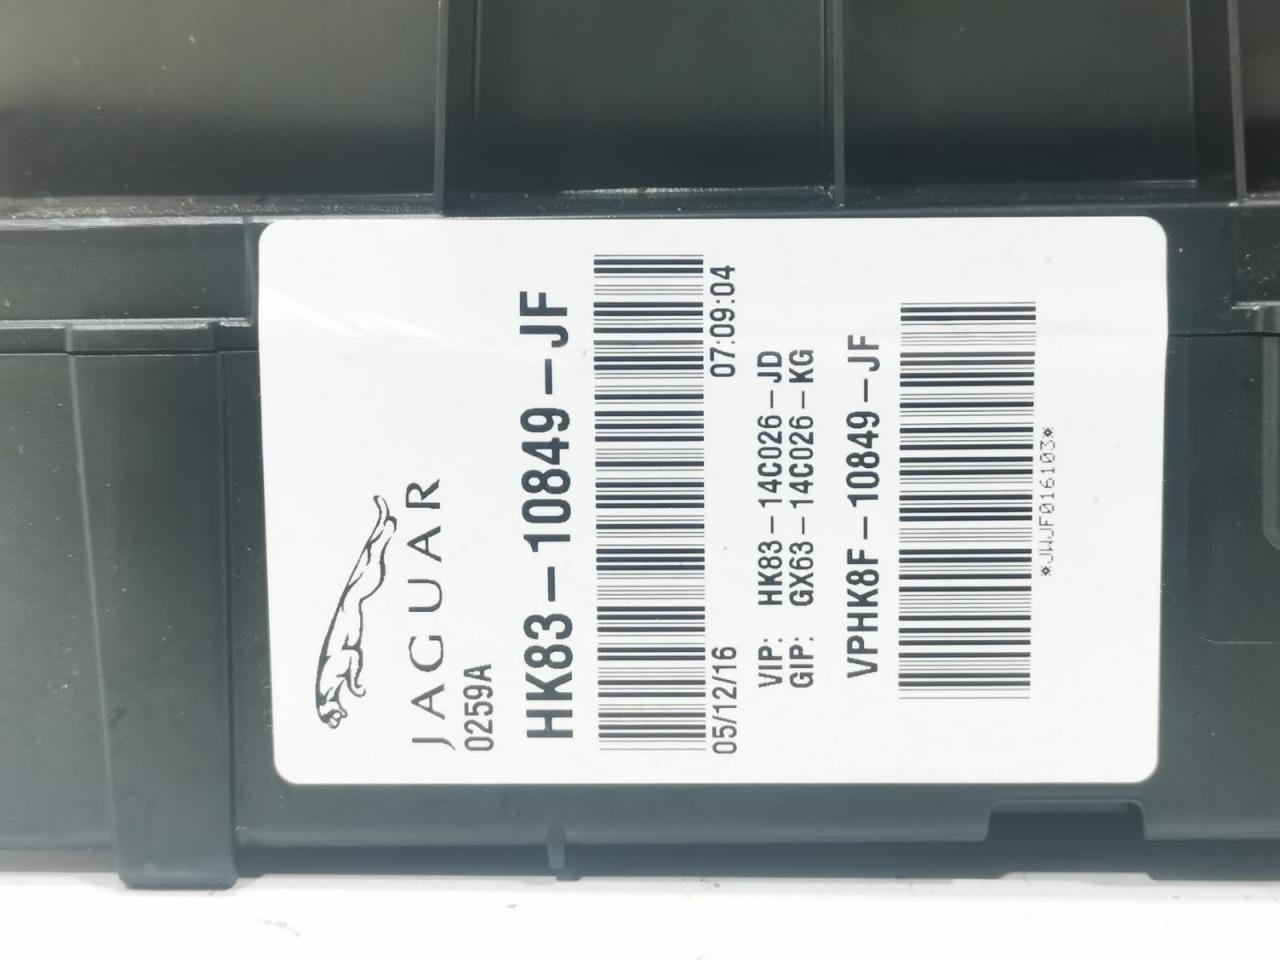 JAGUAR
0259A
HK83-10849-JF
05/12/16 07:09:04
VIP: HK83-14C026-JD
GIP: GX63-14C026-KG
VPHK8F-10849-JF
*JWJF016103*